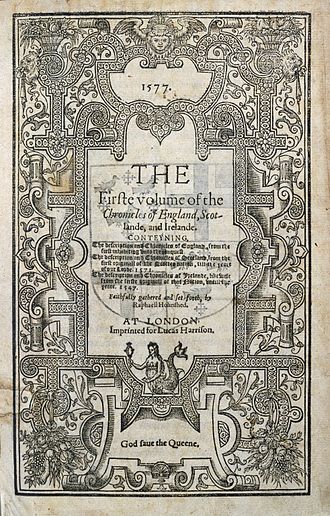 1577.
THE
Firste volume of the
Chronicles of England, Scot-
lande, and Irelande.
CONTEYNING,
The description and Chronicles of England, from the
first inhabiting vnto the conquest
The description and Chronicles of Scotland, from the
first original of the Scottes nation, till the yeare
of our Lorde. 1571.
The description and Chronicles of Yrelande, likewise
from the firste originall of that Nation, vntill the
yeare. 1547.
Faithfully gathered and set forth, by
Raphaell Holinshed.
AT LONDON
Imprinted for Lucas Harrison.
God saue the Queene.